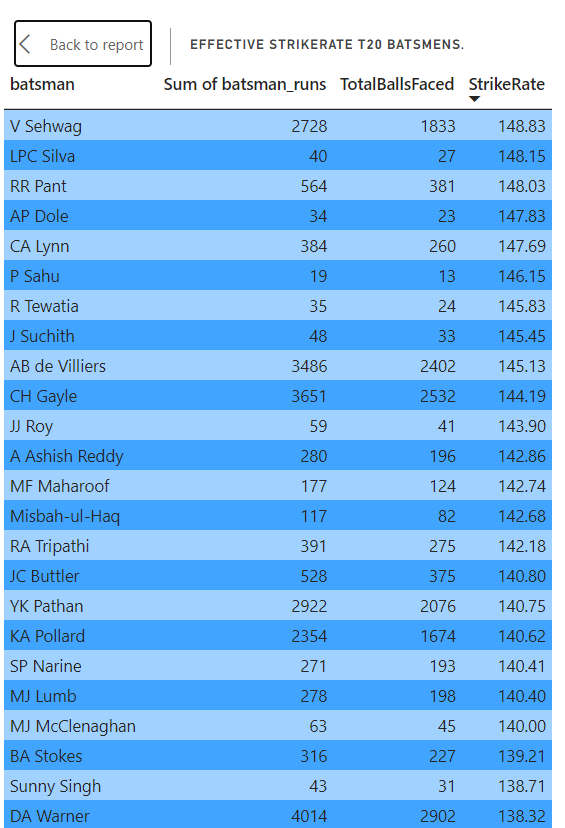 Back to report EFFECTIVE STRIKERATE T20 BATSMENS.
batsman Sum of batsman_runs TotalBallsFaced StrikeRate
V Sehwag 2728 1833 148.83
LPC Silva 40 27 148.15
RR Pant 564 381 148.03
AP Dole 34 23 147.83
CA Lynn 384 260 147.69
P Sahu 19 13 146.15
R Tewatia 35 24 145.83
J Suchith 48 33 145.45
AB de Villiers 3486 2402 145.13
CH Gayle 3651 2532 144.19
JJ Roy 59 41 143.90
A Ashish Reddy 280 196 142.86
MF Maharoof 177 124 142.74
Misbah-ul-Haq 117 82 142.68
RA Tripathi 391 275 142.18
JC Buttler 528 375 140.80
YK Pathan 2922 2076 140.75
KA Pollard 2354 1674 140.62
SP Narine 271 193 140.41
MJ Lumb 278 198 140.40
MJ McClenaghan 63 45 140.00
BA Stokes 316 227 139.21
Sunny Singh 43 31 138.71
DA Warner 4014 2902 138.32